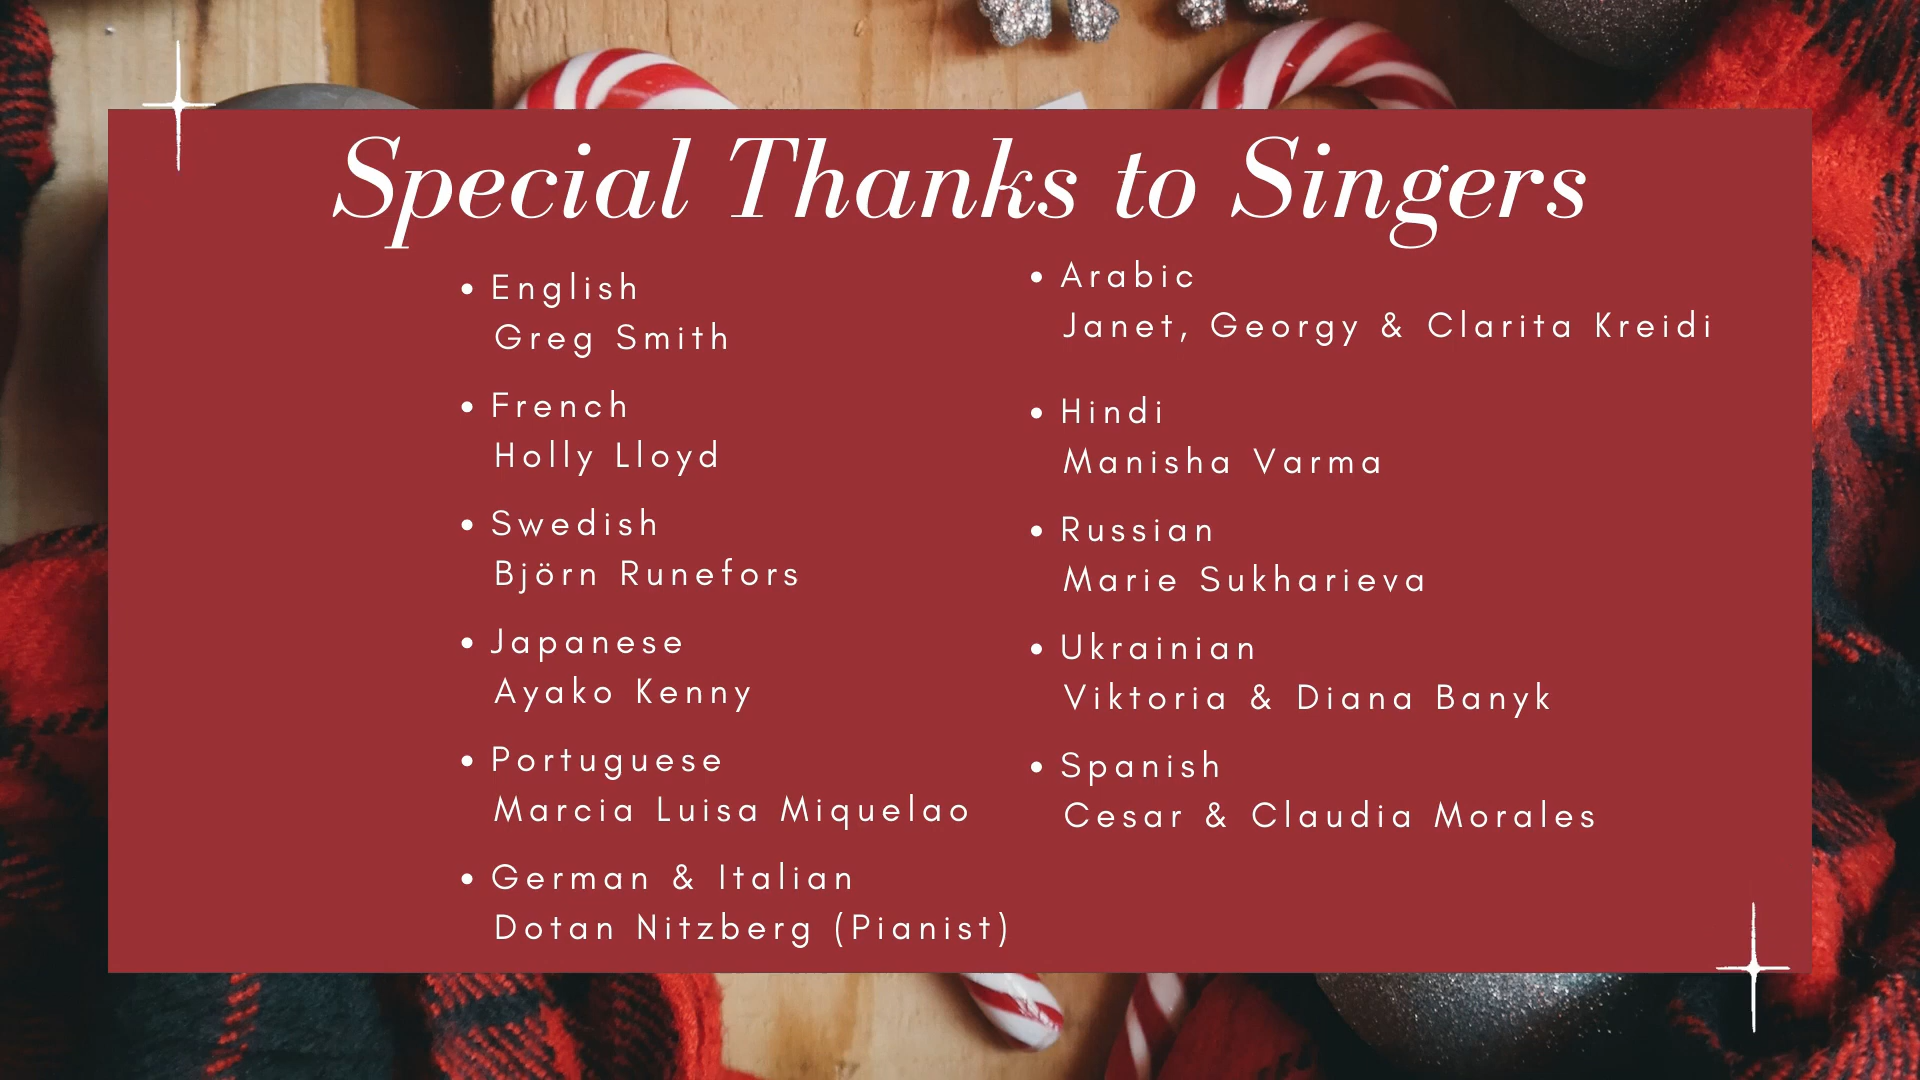 Special Thanks to Singers
English
Greg Smith
French
Holly Lloyd
Swedish
Björn Runefors
Japanese
Ayako Kenny
Portuguese
Marcia Luisa Miquelao
German & Italian
Dotan Nitzberg (Pianist)
Arabic
Janet, Georgy & Clarita Kreidi
Hindi
Manisha Varma
Russian
Marie Sukharieva
Ukrainian
Viktoria & Diana Banyk
Spanish
Cesar & Claudia Morales